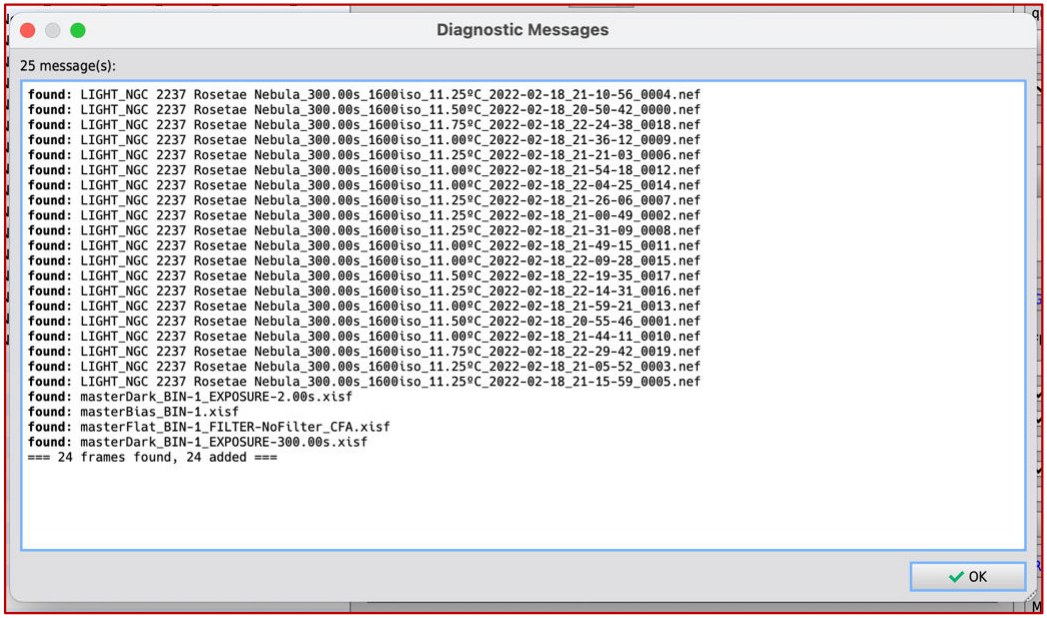 Diagnostic Messages
25 message(s):
found: LIGHT_NGC 2237 Rosetae Nebula_300.00s_1600iso_11.25ºC_2022-02-18_21-10-56_0004.nef
found: LIGHT_NGC 2237 Rosetae Nebula_300.00s_1600iso_11.50ºC_2022-02-18_20-50-42_0000.nef
found: LIGHT_NGC 2237 Rosetae Nebula_300.00s_1600iso_11.75ºC_2022-02-18_22-24-38_0018.nef
found: LIGHT_NGC 2237 Rosetae Nebula_300.00s_1600iso_11.00ºC_2022-02-18_21-36-12_0009.nef
found: LIGHT_NGC 2237 Rosetae Nebula_300.00s_1600iso_11.25ºC_2022-02-18_21-21-03_0006.nef
found: LIGHT_NGC 2237 Rosetae Nebula_300.00s_1600iso_11.00ºC_2022-02-18_21-54-18_0012.nef
found: LIGHT_NGC 2237 Rosetae Nebula_300.00s_1600iso_11.00ºC_2022-02-18_22-04-25_0014.nef
found: LIGHT_NGC 2237 Rosetae Nebula_300.00s_1600iso_11.25ºC_2022-02-18_21-26-06_0007.nef
found: LIGHT_NGC 2237 Rosetae Nebula_300.00s_1600iso_11.25ºC_2022-02-18_21-00-49_0002.nef
found: LIGHT_NGC 2237 Rosetae Nebula_300.00s_1600iso_11.25ºC_2022-02-18_21-31-09_0008.nef
found: LIGHT_NGC 2237 Rosetae Nebula_300.00s_1600iso_11.00ºC_2022-02-18_21-49-15_0011.nef
found: LIGHT_NGC 2237 Rosetae Nebula_300.00s_1600iso_11.00ºC_2022-02-18_22-09-28_0015.nef
found: LIGHT_NGC 2237 Rosetae Nebula_300.00s_1600iso_11.50ºC_2022-02-18_22-19-35_0017.nef
found: LIGHT_NGC 2237 Rosetae Nebula_300.00s_1600iso_11.25ºC_2022-02-18_22-14-31_0016.nef
found: LIGHT_NGC 2237 Rosetae Nebula_300.00s_1600iso_11.00ºC_2022-02-18_21-59-21_0013.nef
found: LIGHT_NGC 2237 Rosetae Nebula_300.00s_1600iso_11.50ºC_2022-02-18_20-55-46_0001.nef
found: LIGHT_NGC 2237 Rosetae Nebula_300.00s_1600iso_11.00ºC_2022-02-18_21-44-11_0010.nef
found: LIGHT_NGC 2237 Rosetae Nebula_300.00s_1600iso_11.75ºC_2022-02-18_22-29-42_0019.nef
found: LIGHT_NGC 2237 Rosetae Nebula_300.00s_1600iso_11.25ºC_2022-02-18_21-05-52_0003.nef
found: LIGHT_NGC 2237 Rosetae Nebula_300.00s_1600iso_11.25ºC_2022-02-18_21-15-59_0005.nef
found: masterDark_BIN-1_EXPOSURE-2.00s.xisf
found: masterBias_BIN-1.xisf
found: masterFlat_BIN-1_FILTER-NoFilter_CFA.xisf
found: masterDark_BIN-1_EXPOSURE-300.00s.xisf
=== 24 frames found, 24 added ===
OK